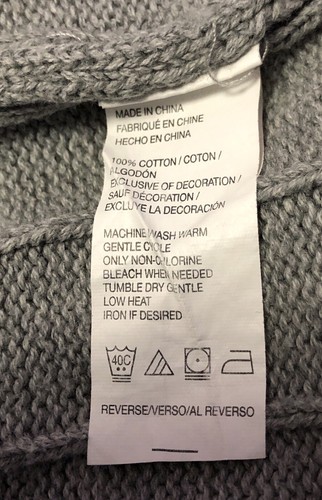 MADE IN CHINA
FABRIQUÉ EN CHINE
HECHO EN CHINA
100% COTTON / COTON /
ALGODÓN
EXCLUSIVE OF DECORATION /
SAUF DÉCORATION /
EXCLUYE LA DECORACIÓN
MACHINE WASH WARM
GENTLE CYCLE
ONLY NON-CHLORINE
BLEACH WHEN NEEDED
TUMBLE DRY GENTLE
LOW HEAT
IRON IF DESIRED
40C
REVERSE/VERSO/AL REVERSO